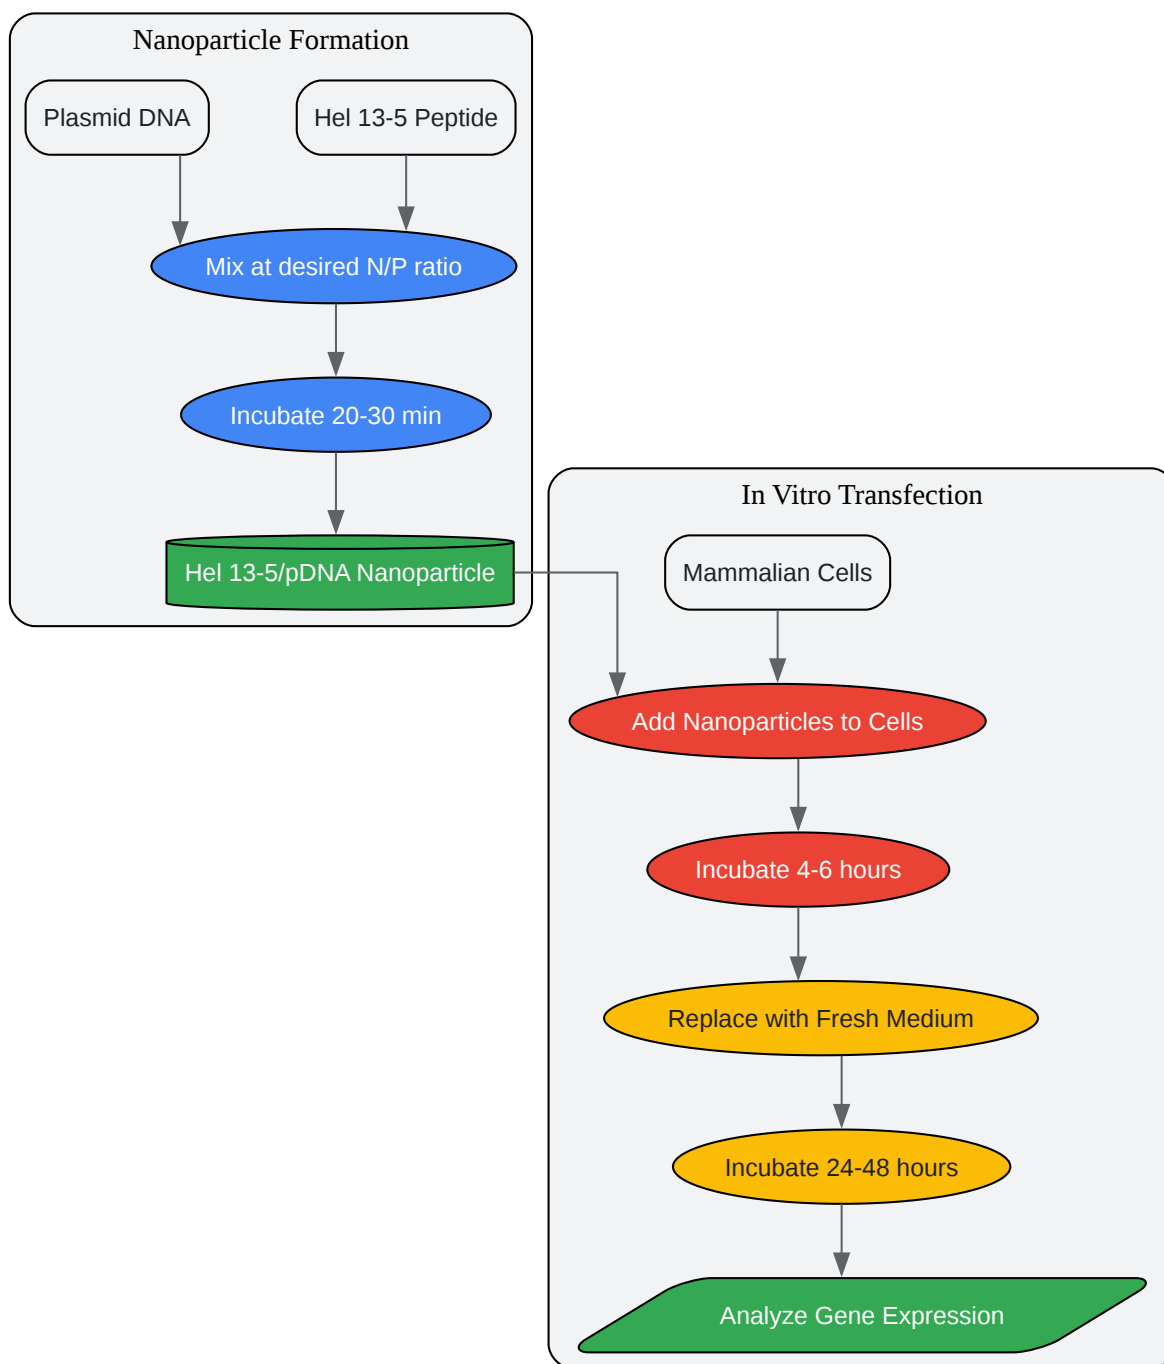 Nanoparticle Formation
Plasmid DNA
Hel 13-5 Peptide
Mix at desired N/P ratio
Incubate 20-30 min
Hel 13-5/pDNA Nanoparticle
In Vitro Transfection
Mammalian Cells
Add Nanoparticles to Cells
Incubate 4-6 hours
Replace with Fresh Medium
Incubate 24-48 hours
Analyze Gene Expression